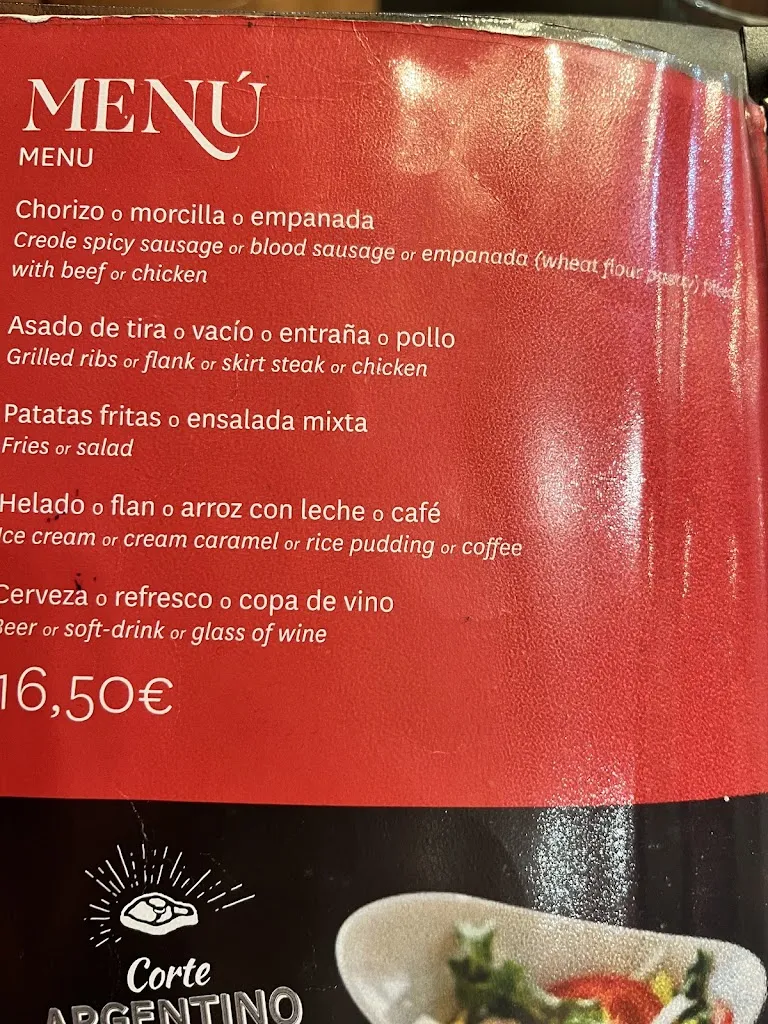 MENÚ
MENU
Chorizo o morcilla o empanada
Creole spicy sausage or blood sausage or empanada (wheat flour pastry) filled
with beef or chicken
Asado de tira o vacío o entraña o pollo
Grilled ribs or flank or skirt steak or chicken
Patatas fritas o ensalada mixta
Fries or salad
Helado o flan o arroz con leche o café
Ice cream or cream caramel or rice pudding or coffee
Cerveza o refresco o copa de vino
Beer or soft-drink or glass of wine
16,50€
Corte
ARGENTINO